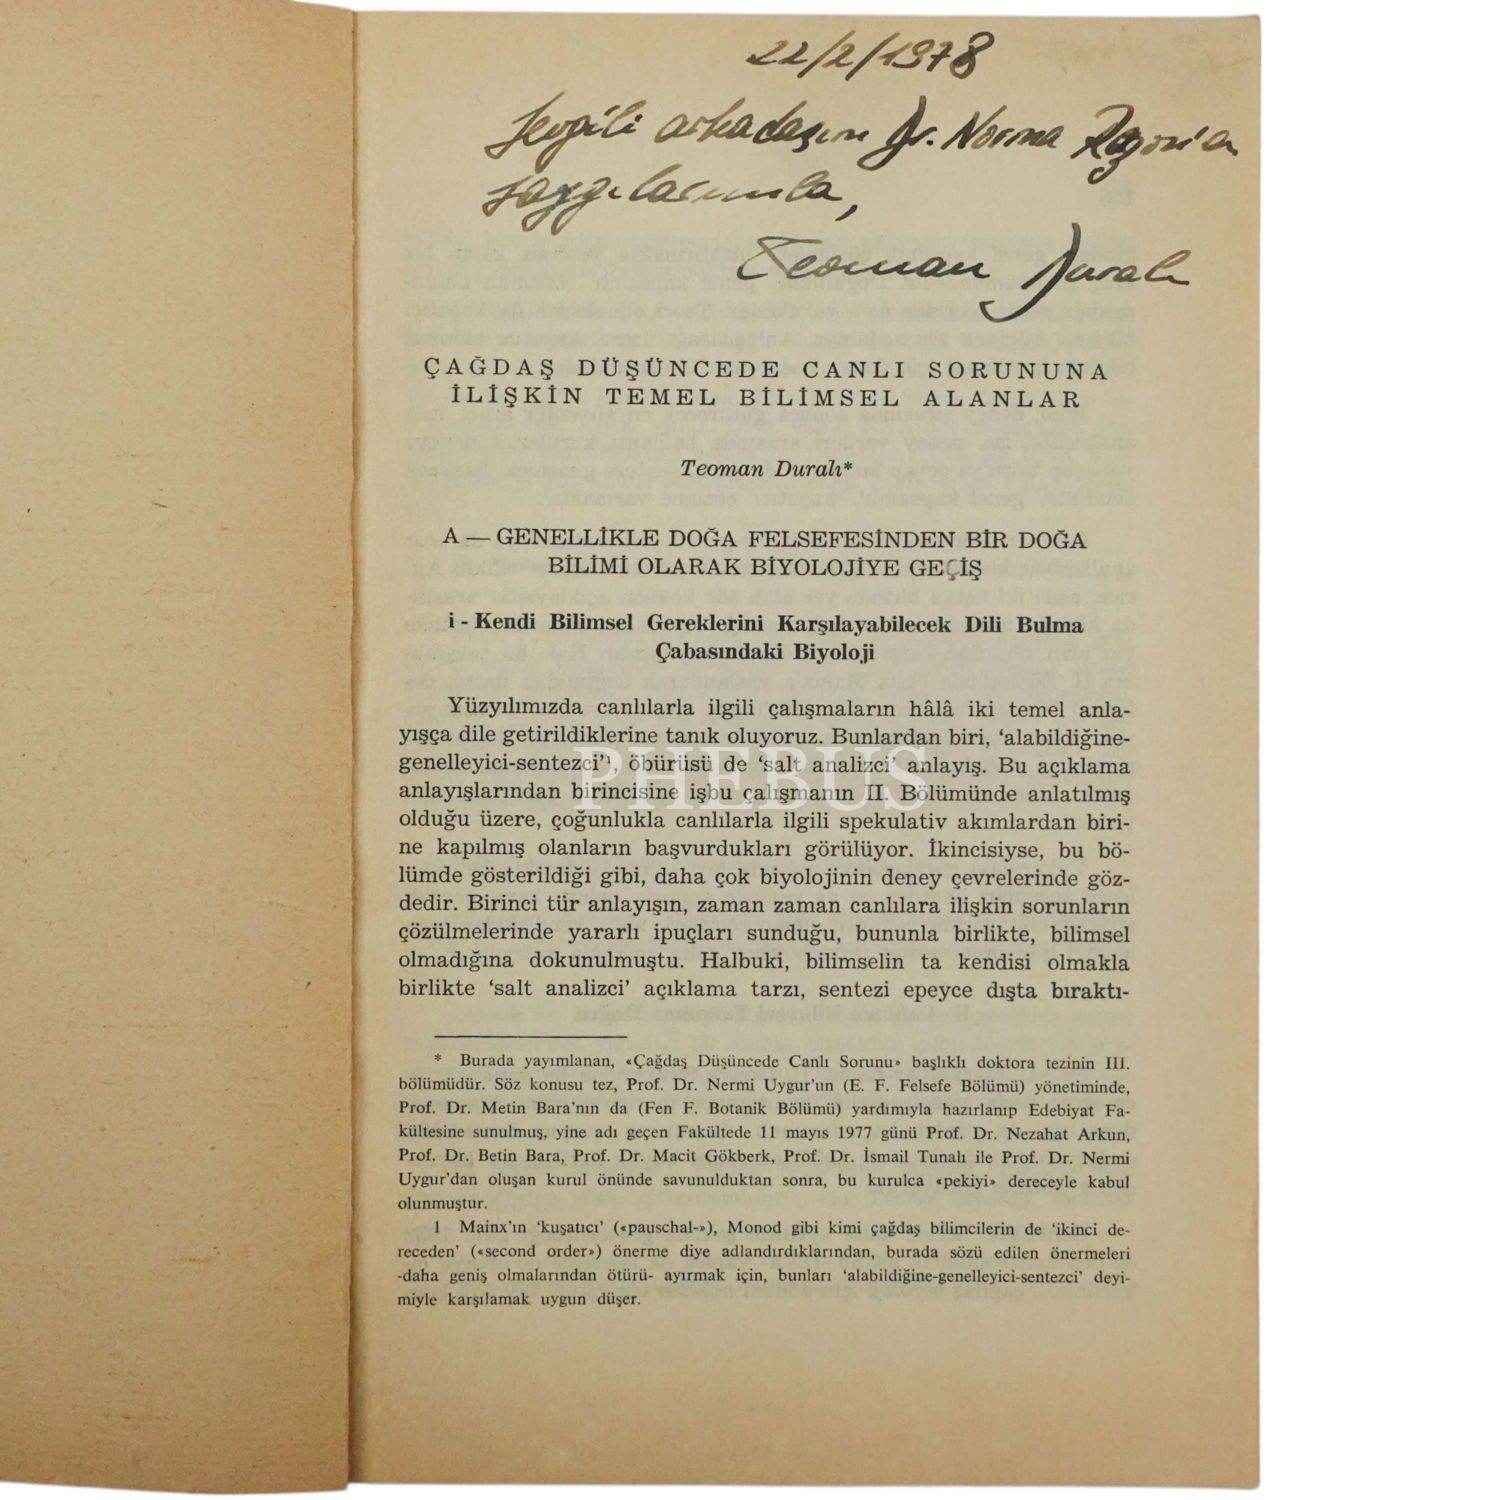 22/2/1978
Sevgili arkadaşım Dr. Norma Razon'a
saygılarımla,
Teoman Duralı
ÇAĞDAŞ DÜŞÜNCEDE CANLI SORUNUNA
İLİŞKİN TEMEL BİLİMSEL ALANLAR
Teoman Duralı*
A — GENELLİKLE DOĞA FELSEFESİNDEN BİR DOĞA
BİLİMİ OLARAK BİYOLOJİYE GEÇİŞ
i - Kendi Bilimsel Gereklerini Karşılayabilecek Dili Bulma
Çabasındaki Biyoloji
Yüzyılımızda canlılarla ilgili çalışmaların hâlâ iki temel anla-
yışça dile getirildiklerine tanık oluyoruz. Bunlardan biri, ‘alabildiğine-
genelleyici-sentezci’¹, öbürüsü de ‘salt analizci’ anlayış. Bu açıklama
anlayışlarından birincisine işbu çalışmanın II. Bölümünde anlatılmış
olduğu üzere, çoğunlukla canlılarla ilgili spekulativ akımlardan biri-
ne kapılmış olanların başvurdukları görülüyor. İkincisiyse, bu bö-
lümde gösterildiği gibi, daha çok biyolojinin deney çevrelerinde göz-
dedir. Birinci tür anlayışın, zaman zaman canlılara ilişkin sorunların
çözülmelerinde yararlı ipuçları sunduğu, bununla birlikte, bilimsel
olmadığına dokunulmuştu. Halbuki, bilimselin ta kendisi olmakla
birlikte ‘salt analizci’ açıklama tarzı, sentezi epeyce dışta bıraktı-
PHEBUS
* Burada yayımlanan, «Çağdaş Düşüncede Canlı Sorunu» başlıklı doktora tezinin III.
bölümüdür. Söz konusu tez, Prof. Dr. Nermi Uygur'un (E. F. Felsefe Bölümü) yönetiminde,
Prof. Dr. Metin Bara'nın da (Fen F. Botanik Bölümü) yardımıyla hazırlanıp Edebiyat Fa-
kültesine sunulmuş, yine adı geçen Fakültede 11 mayıs 1977 günü Prof. Dr. Nezahat Arkun,
Prof. Dr. Betin Bara, Prof. Dr. Macit Gökberk, Prof. Dr. İsmail Tunalı ile Prof. Dr. Nermi
Uygur'dan oluşan kurul önünde savunulduktan sonra, bu kurulca «pekiyi» dereceyle kabul
olunmuştur.
1 Mainx'ın ‘kuşatıcı’ («pauschal-»), Monod gibi kimi çağdaş bilimcilerin de ‘ikinci de-
receden’ («second order») önerme diye adlandırdıklarından, burada sözü edilen önermeleri
-daha geniş olmalarından ötürü- ayırmak için, bunları ‘alabildiğine-genelleyici-sentezci’ deyi-
miyle karşılamak uygun düşer.